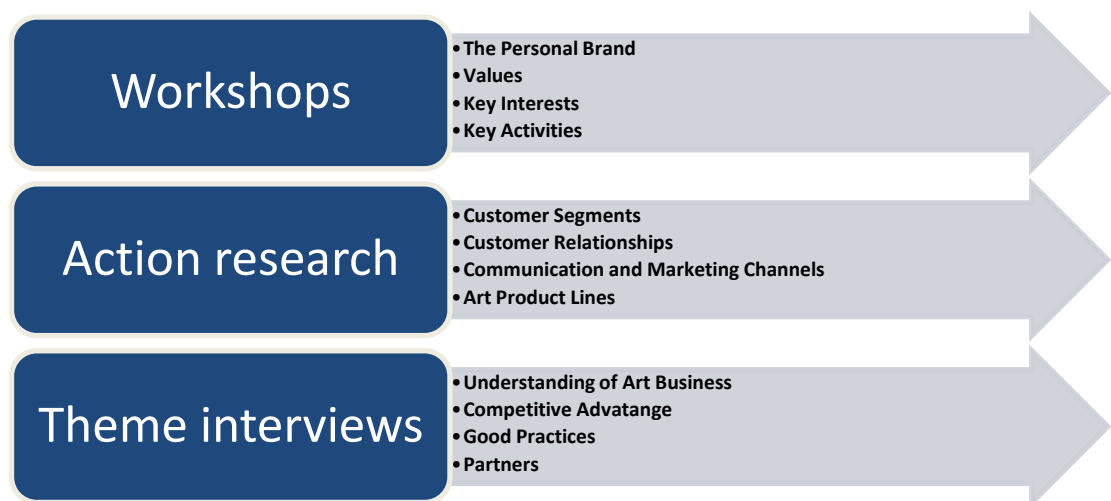 Workshops
•The Personal Brand
•Values
•Key Interests
•Key Activities
Action research
•Customer Segments
•Customer Relationships
•Communication and Marketing Channels
•Art Product Lines
Theme interviews
•Understanding of Art Business
•Competitive Advatange
•Good Practices
•Partners